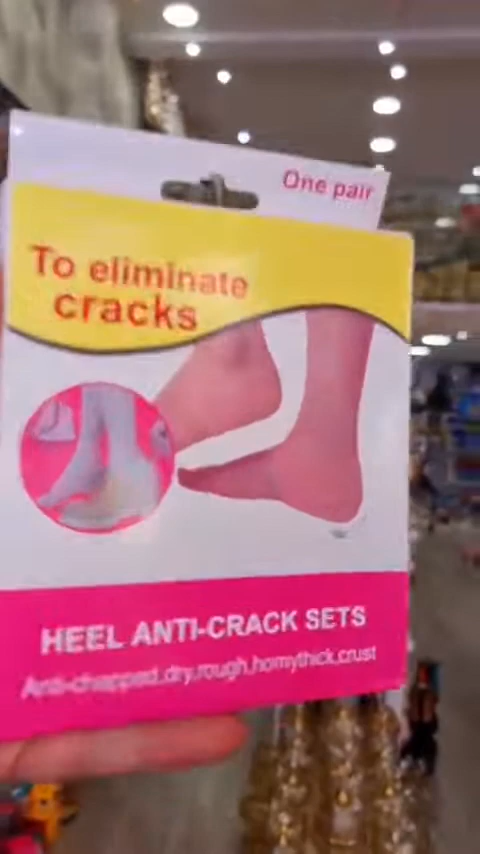 One pair
To eliminate
cracks
HEEL ANTI-CRACK SETS
Anti-chapped,dry,rough,hornythick,crust